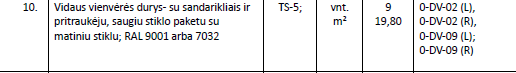 10. Vidaus vienvėrės durys- su sandarikliais ir TS-5; vnt. 9 0-DV-02 (L),
pritraukėju, saugiu stiklo paketu su m² 19,80 0-DV-02 (R),
matiniu stiklu; RAL 9001 arba 7032 0-DV-09 (L);
0-DV-09 (R)